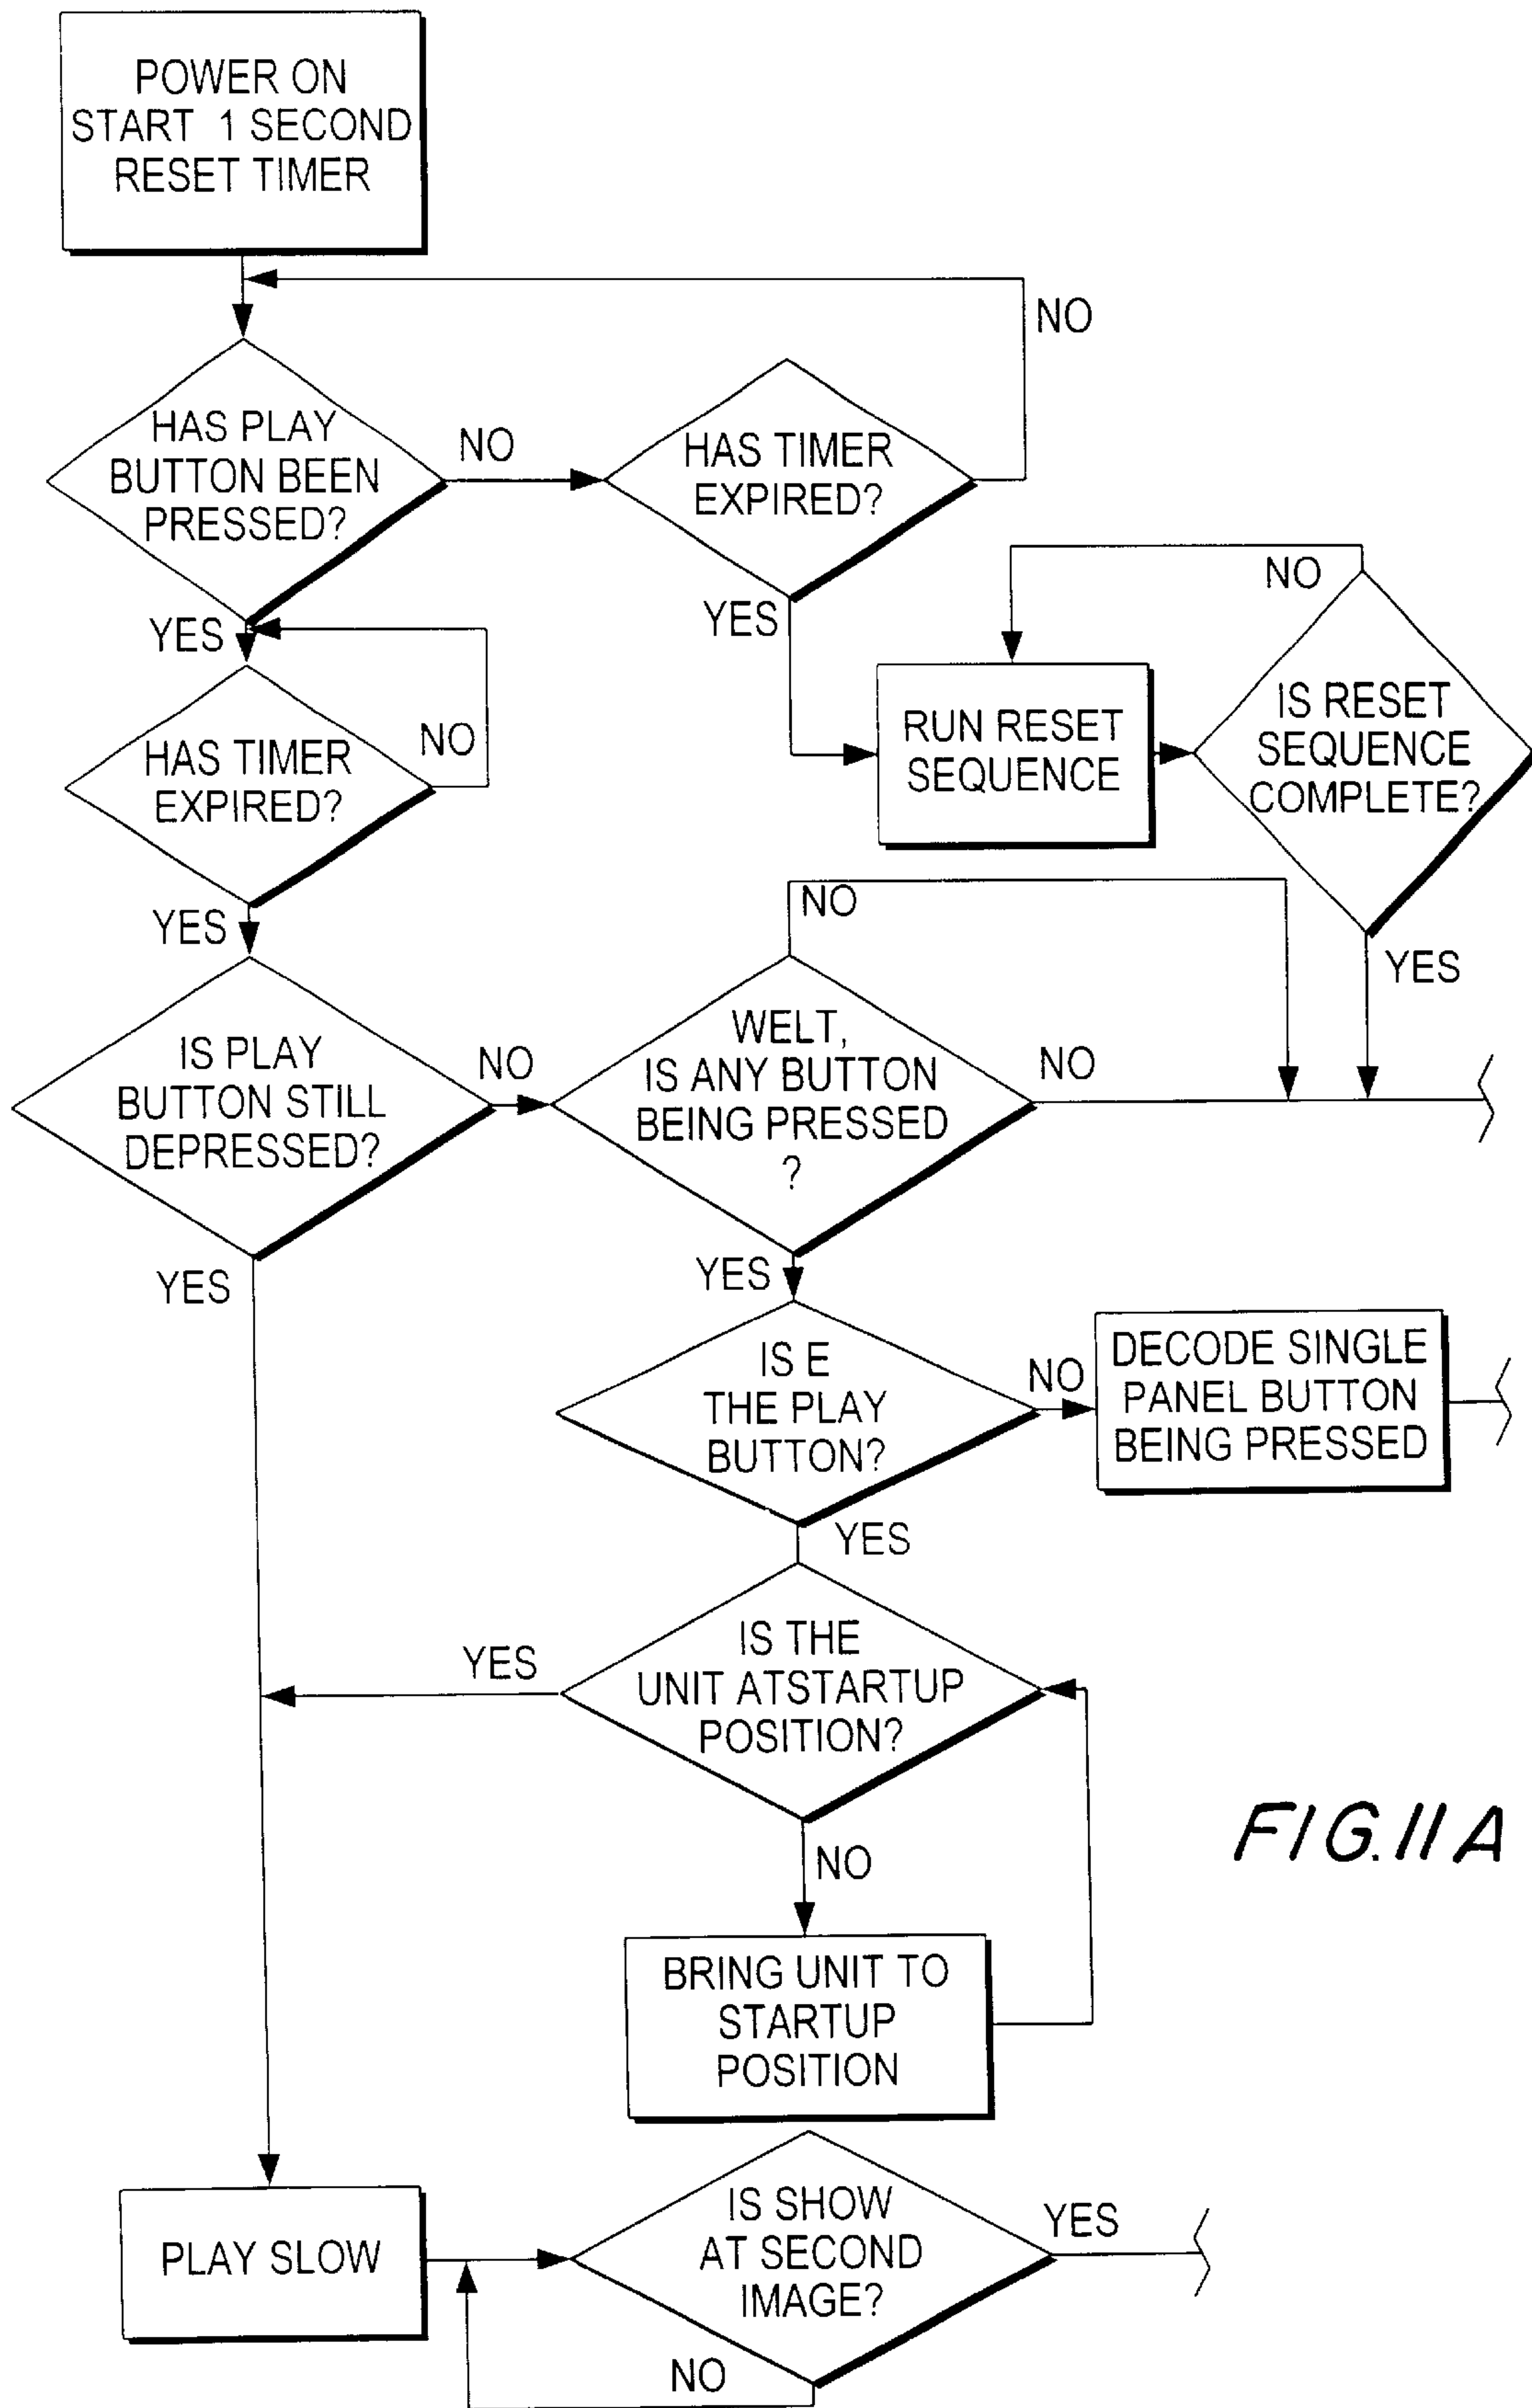 POWER ON
START 1 SECOND
RESET TIMER
NO
HAS PLAY
BUTTON BEEN
PRESSED?
NO
HAS TIMER
EXPIRED?
YES
YES
NO
HAS TIMER
EXPIRED?
NO
RUN RESET
SEQUENCE
IS RESET
SEQUENCE
COMPLETE?
YES
YES
NO
IS PLAY
BUTTON STILL
DEPRESSED?
NO
WELT,
IS ANY BUTTON
BEING PRESSED
?
NO
YES
YES
IS E
THE PLAY
BUTTON?
NO
DECODE SINGLE
PANEL BUTTON
BEING PRESSED
YES
IS THE
UNIT ATSTARTUP
POSITION?
YES
NO
BRING UNIT TO
STARTUP
POSITION
FIG.11A
PLAY SLOW
IS SHOW
AT SECOND
IMAGE?
YES
NO